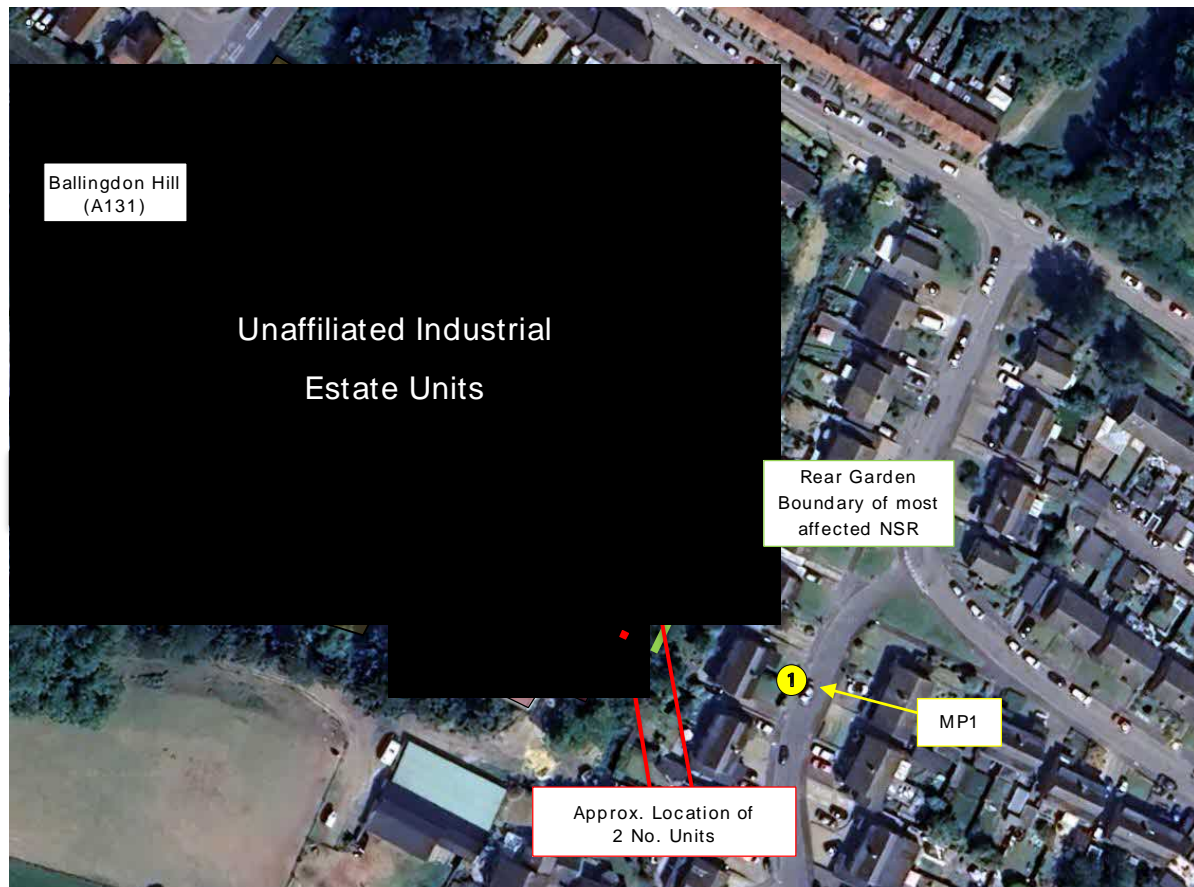 Ballingdon Hill
(A131)
Unaffiliated Industrial
Estate Units
Rear Garden
Boundary of most
affected NSR
1
MP1
Approx. Location of
2 No. Units